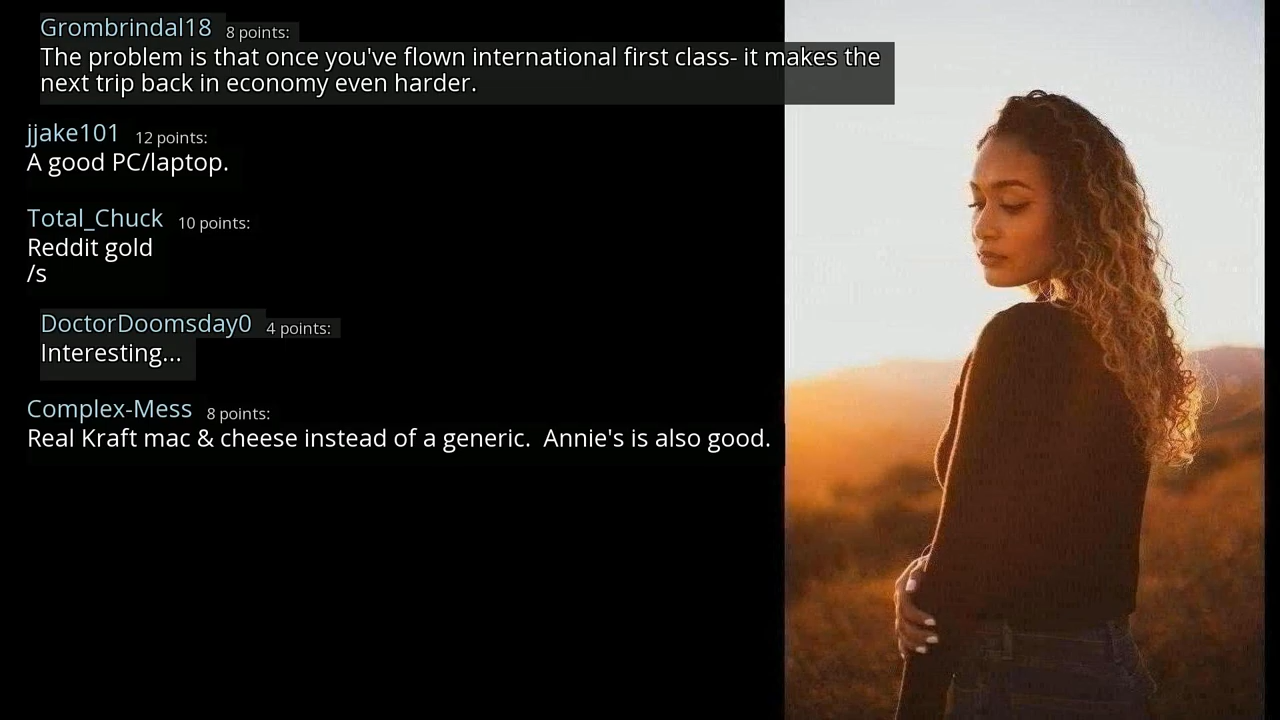 Grombrindal18 8 points:
The problem is that once you've flown international first class- it makes the
next trip back in economy even harder.
jjake101 12 points:
A good PC/laptop.
Total_Chuck 10 points:
Reddit gold
/s
DoctorDoomsday0 4 points:
Interesting...
Complex-Mess 8 points:
Real Kraft mac & cheese instead of a generic.  Annie's is also good.